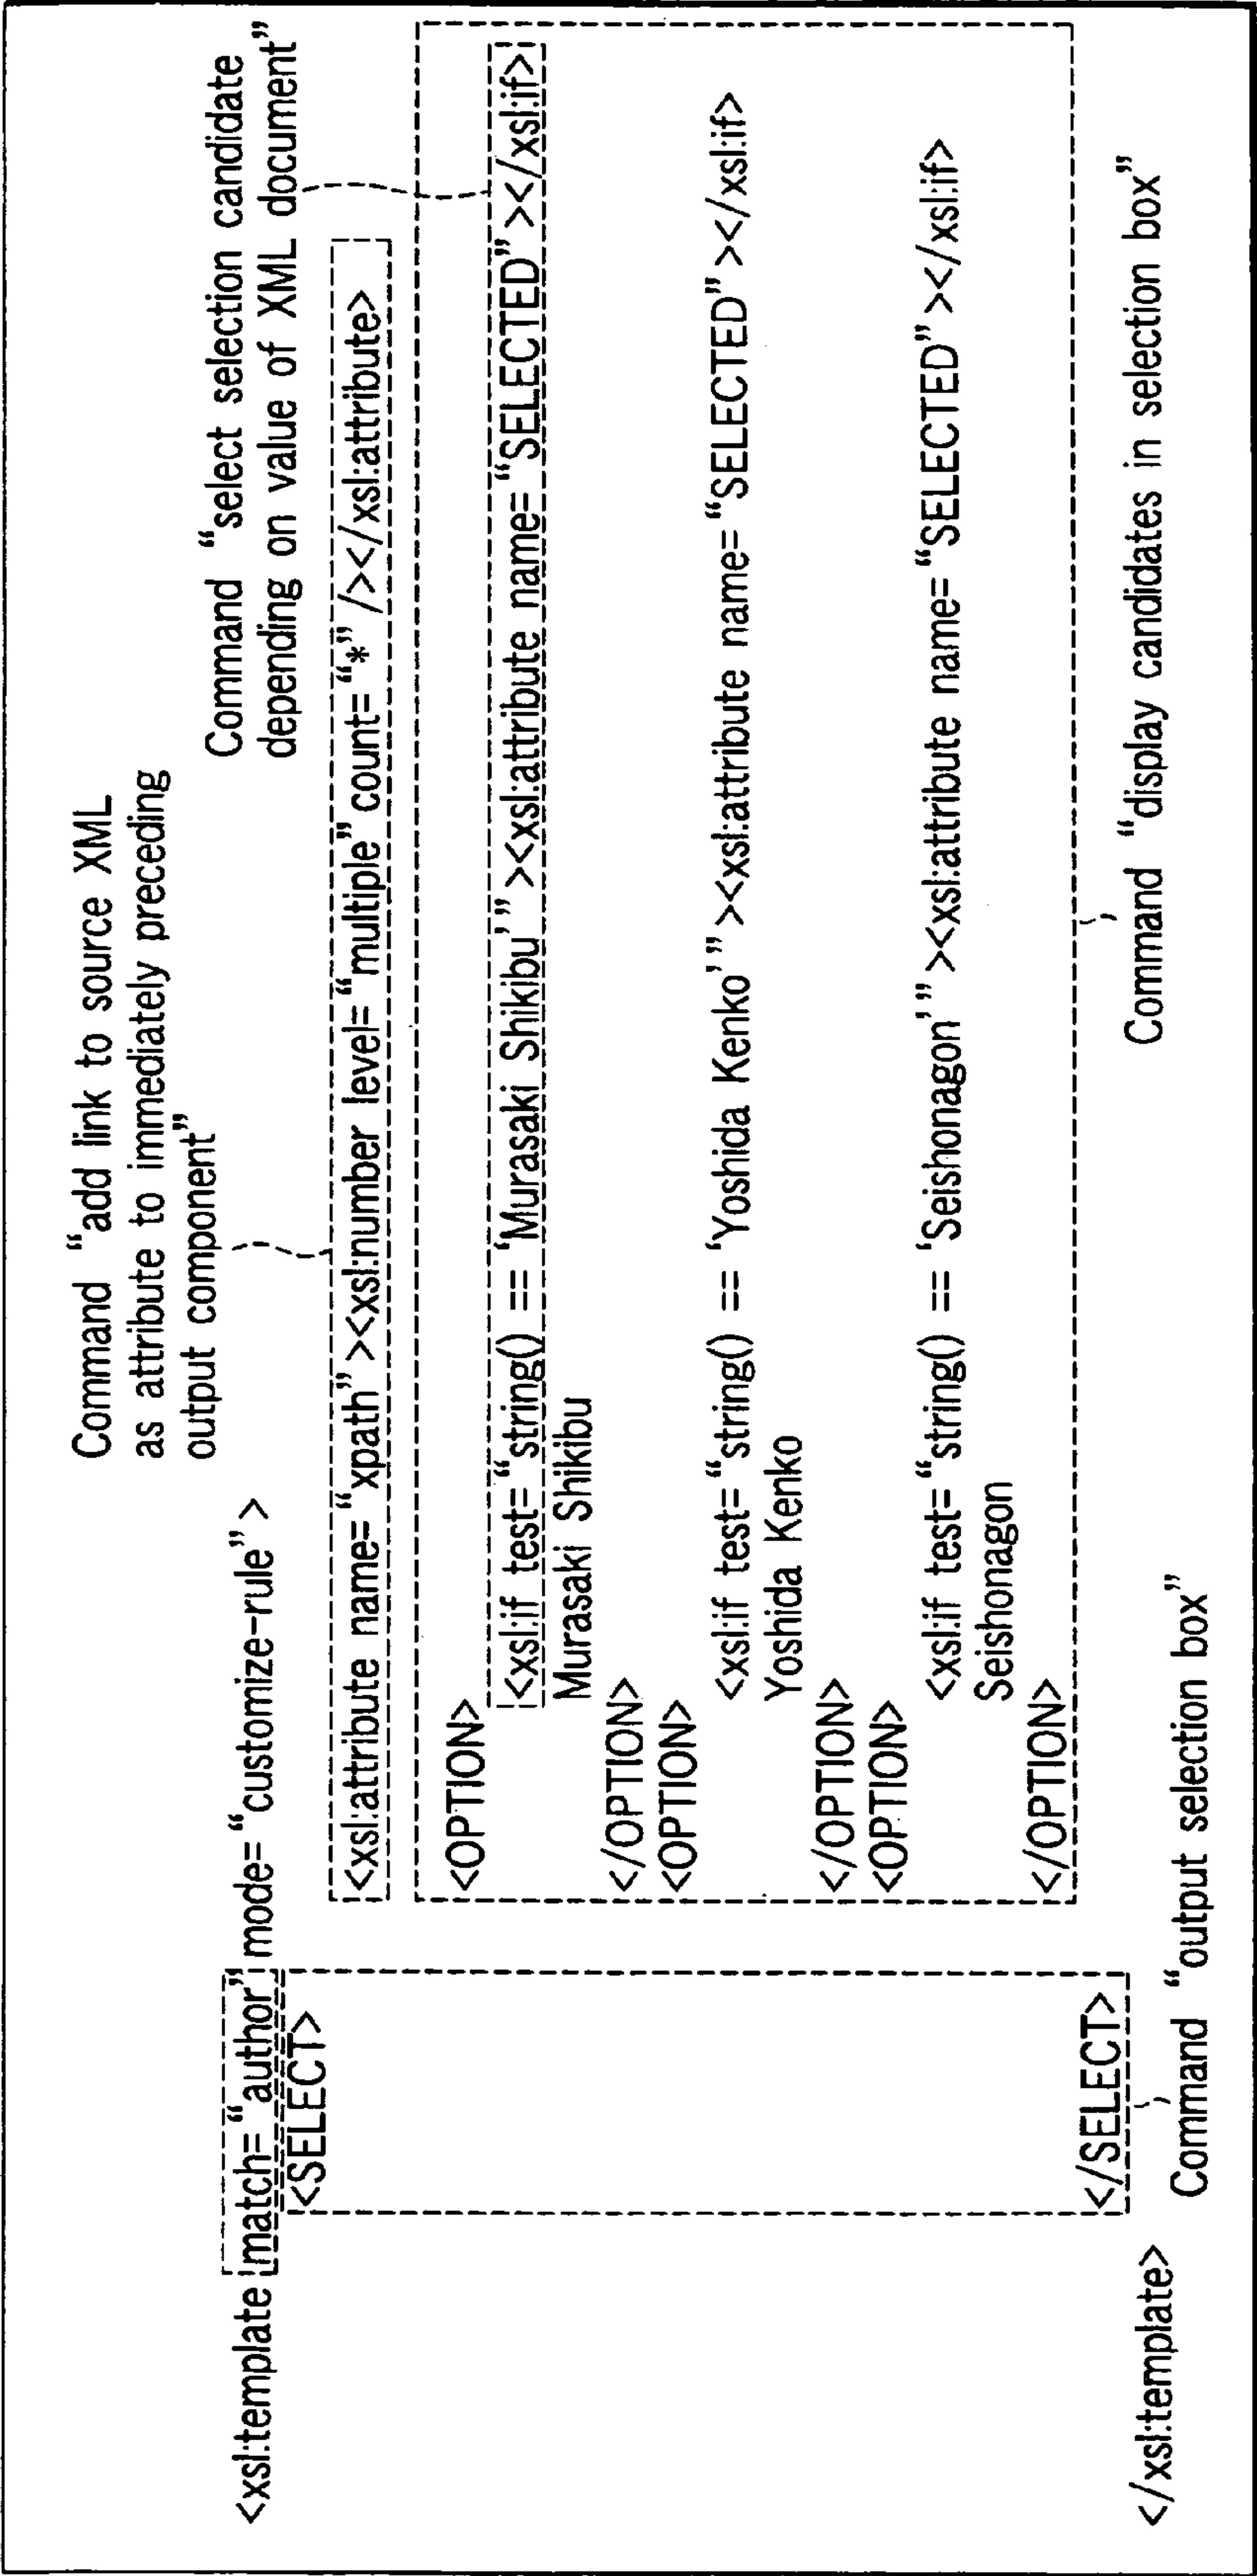 Command “add link to source XML
as attribute to immediately preceding
output component”
Command “select selection candidate
depending on value of XML document”
<xsl:template match=“author” mode=“customize-rule”>
<SELECT>
<xsl:attribute name=“xpath”><xsl:number level=“multiple” count=“*”/></xsl:attribute>
<OPTION>
<xsl:if test=“string() == ‘Murasaki Shikibu’”><xsl:attribute name=“SELECTED”></xsl:if>
Murasaki Shikibu
</OPTION>
<OPTION>
<xsl:if test=“string() == ‘Yoshida Kenko’”><xsl:attribute name=“SELECTED”></xsl:if>
Yoshida Kenko
</OPTION>
<OPTION>
<xsl:if test=“string() == ‘Seishonagon’”><xsl:attribute name=“SELECTED”></xsl:if>
Seishonagon
</OPTION>
</SELECT>
Command “display candidates in selection box”
</xsl:template>
Command “output selection box”